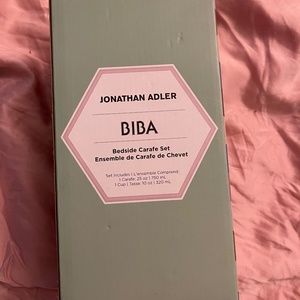 JONATHAN ADLER
BIBA
Bedside Carafe Set
Ensemble de Carafe de Chevet
Set Includes | L'ensemble Comprend:
1 Carafe: 25 oz | 750 mL
1 Cup | Tasse: 10 oz | 320 mL